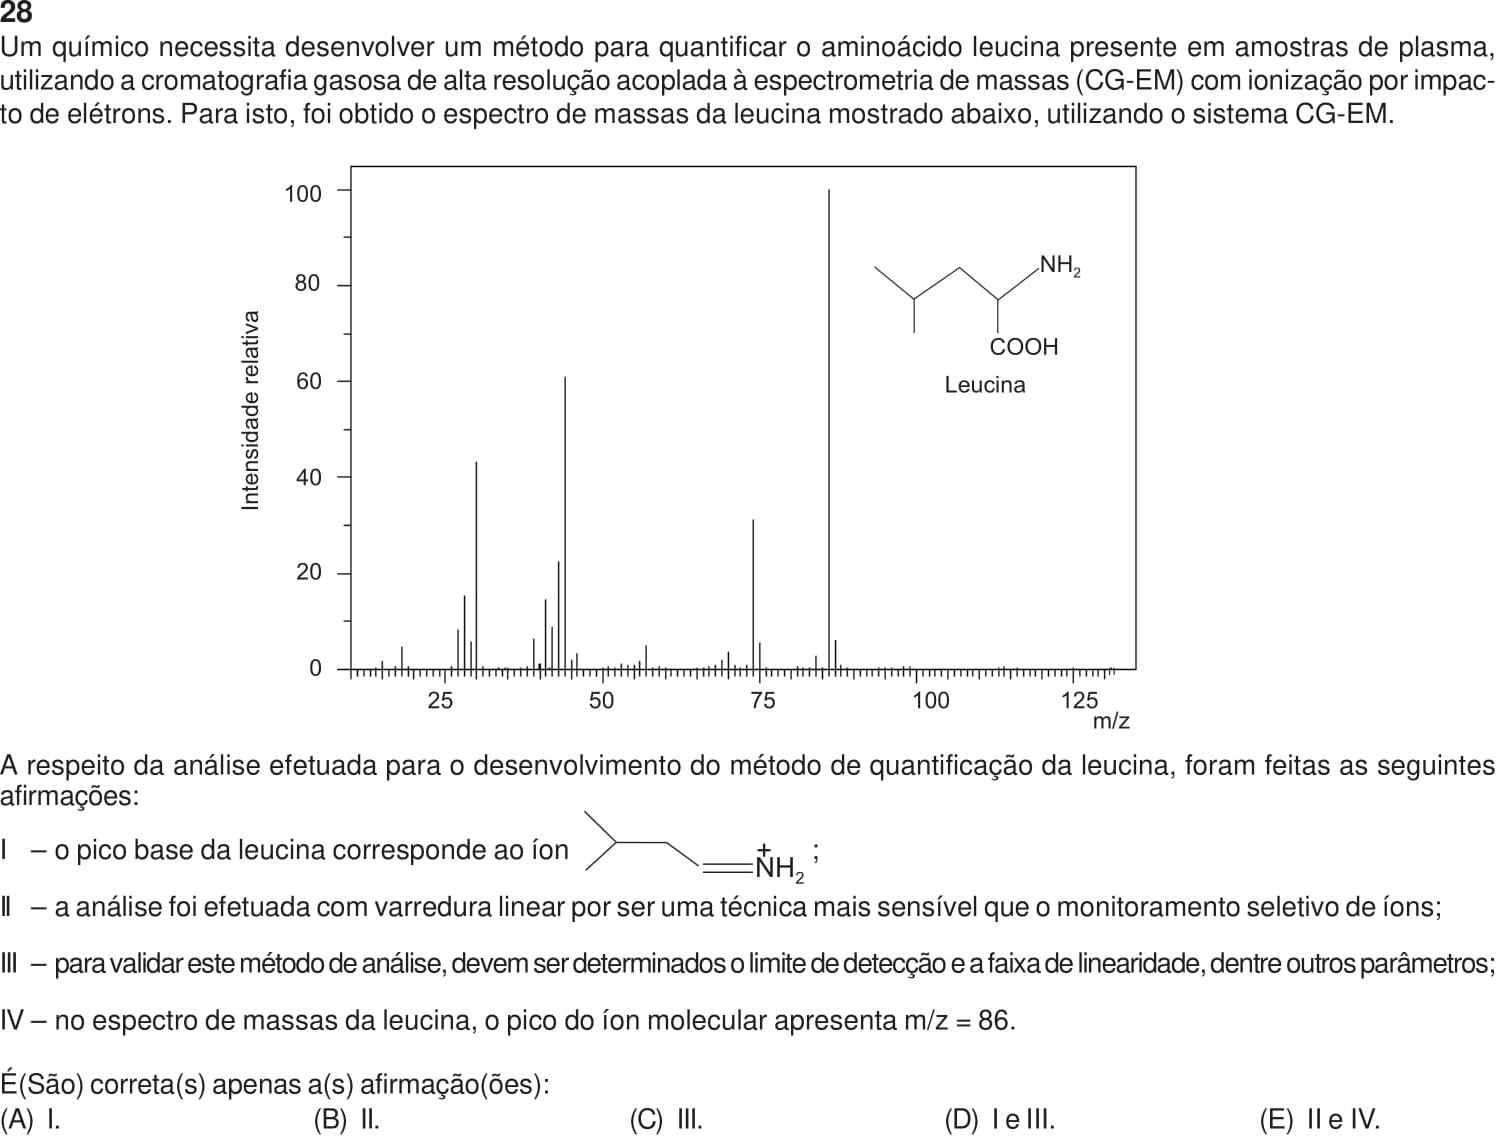 28
Um químico necessita desenvolver um método para quantificar o aminoácido leucina presente em amostras de plasma,
utilizando a cromatografia gasosa de alta resolução acoplada à espectrometria de massas (CG-EM) com ionização por impac-
to de elétrons. Para isto, foi obtido o espectro de massas da leucina mostrado abaixo, utilizando o sistema CG-EM.
100
80
60
40
20
0
Intensidade relativa
NH2
COOH
Leucina
25 50 75 100 125
m/z
A respeito da análise efetuada para o desenvolvimento do método de quantificação da leucina, foram feitas as seguintes
afirmações:
I – o pico base da leucina corresponde ao íon + NH2 ;
II – a análise foi efetuada com varredura linear por ser uma técnica mais sensível que o monitoramento seletivo de íons;
III – para validar este método de análise, devem ser determinados o limite de detecção e a faixa de linearidade, dentre outros parâmetros;
IV – no espectro de massas da leucina, o pico do íon molecular apresenta m/z = 86.
É(São) correta(s) apenas a(s) afirmação(ões):
(A) I. (B) II. (C) III. (D) I e III. (E) II e IV.